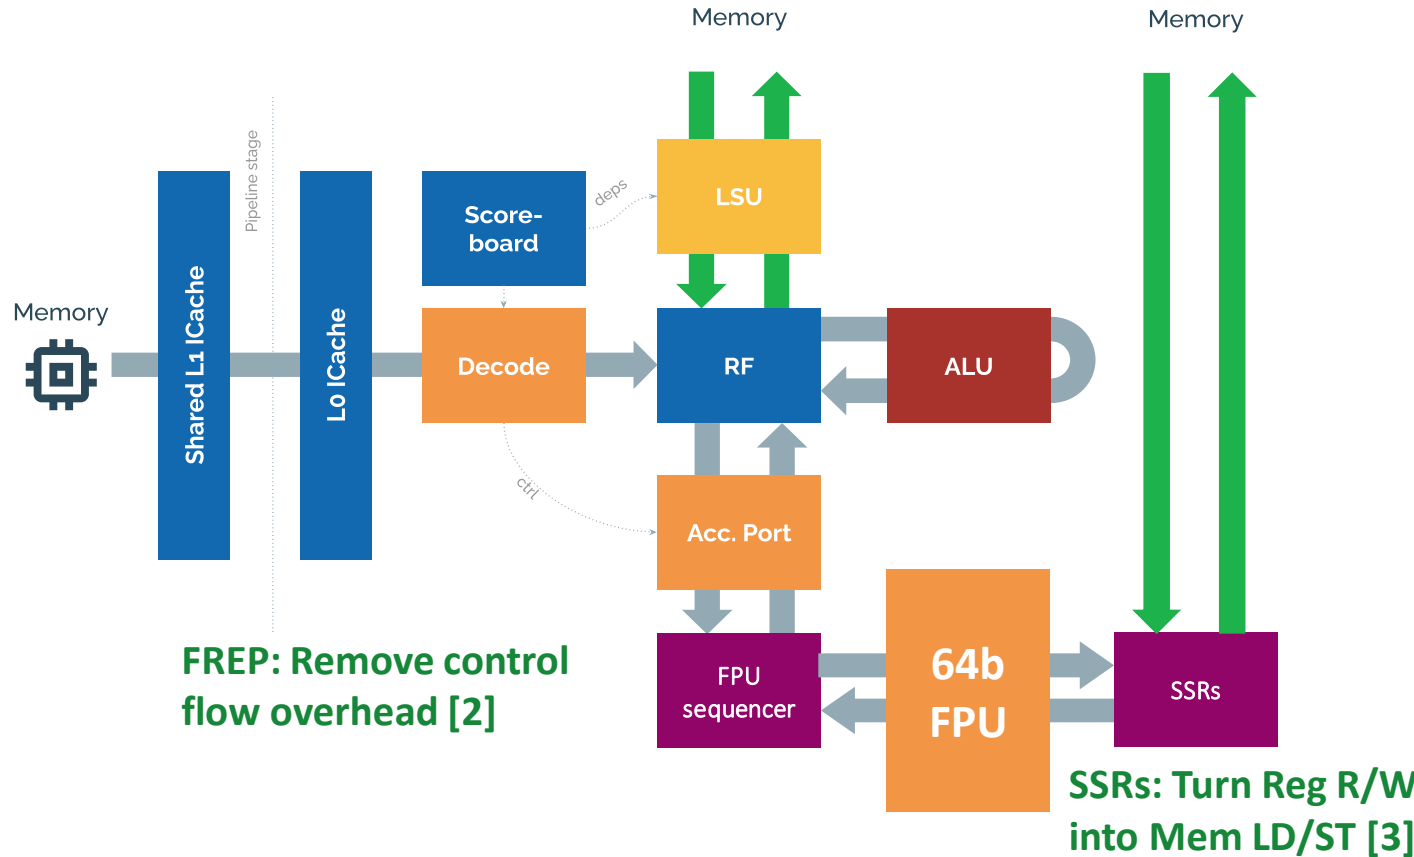 Memory
Memory
Pipeline stage
deps
LSU
Score-
board
Shared L1 ICache
L0 ICache
Memory
Decode
RF
ALU
ctrl
Acc. Port
FREP: Remove control
flow overhead [2]
FPU
sequencer
64b
FPU
SSRs
SSRs: Turn Reg R/W
into Mem LD/ST [3]